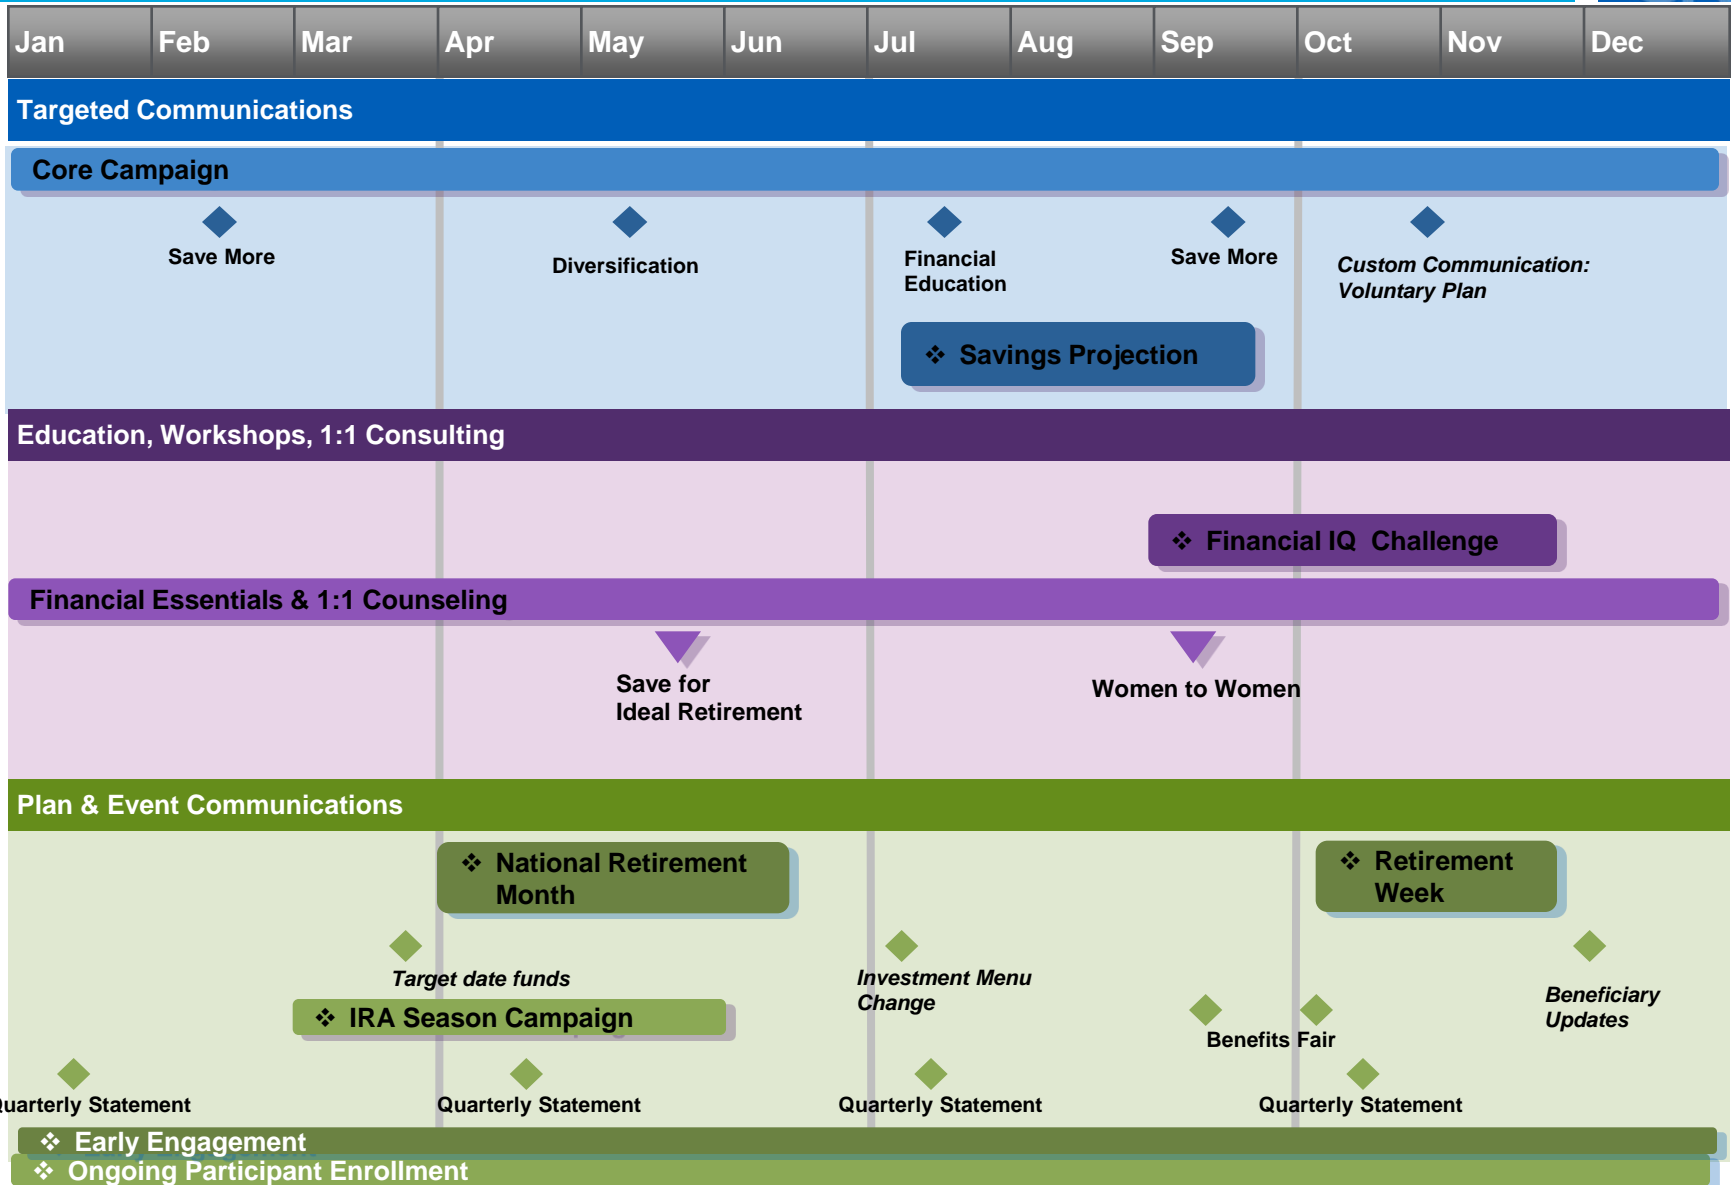 Jan Feb Mar Apr May Jun Jul Aug Sep Oct Nov Dec
Targeted Communications
Core Campaign
Save More
Diversification
Financial
Education
Save More
Custom Communication:
Voluntary Plan
❖ Savings Projection
Education, Workshops, 1:1 Consulting
❖ Financial IQ Challenge
Financial Essentials & 1:1 Counseling
Save for
Ideal Retirement
Women to Women
Plan & Event Communications
❖ National Retirement
Month
❖ Retirement
Week
Target date funds
Investment Menu
Change
Beneficiary
Updates
❖ IRA Season Campaign
Benefits Fair
Quarterly Statement
Quarterly Statement
Quarterly Statement
Quarterly Statement
❖ Early Engagement
❖ Ongoing Participant Enrollment